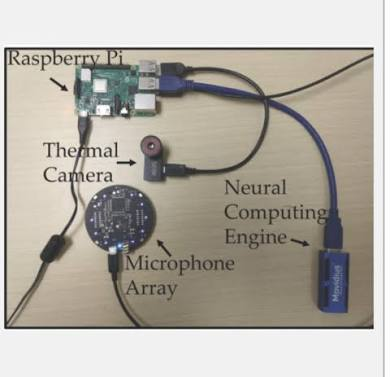 Raspberry Pi
Thermal
Camera
Neural
Computing
Engine
Microphone
Array
Movidius